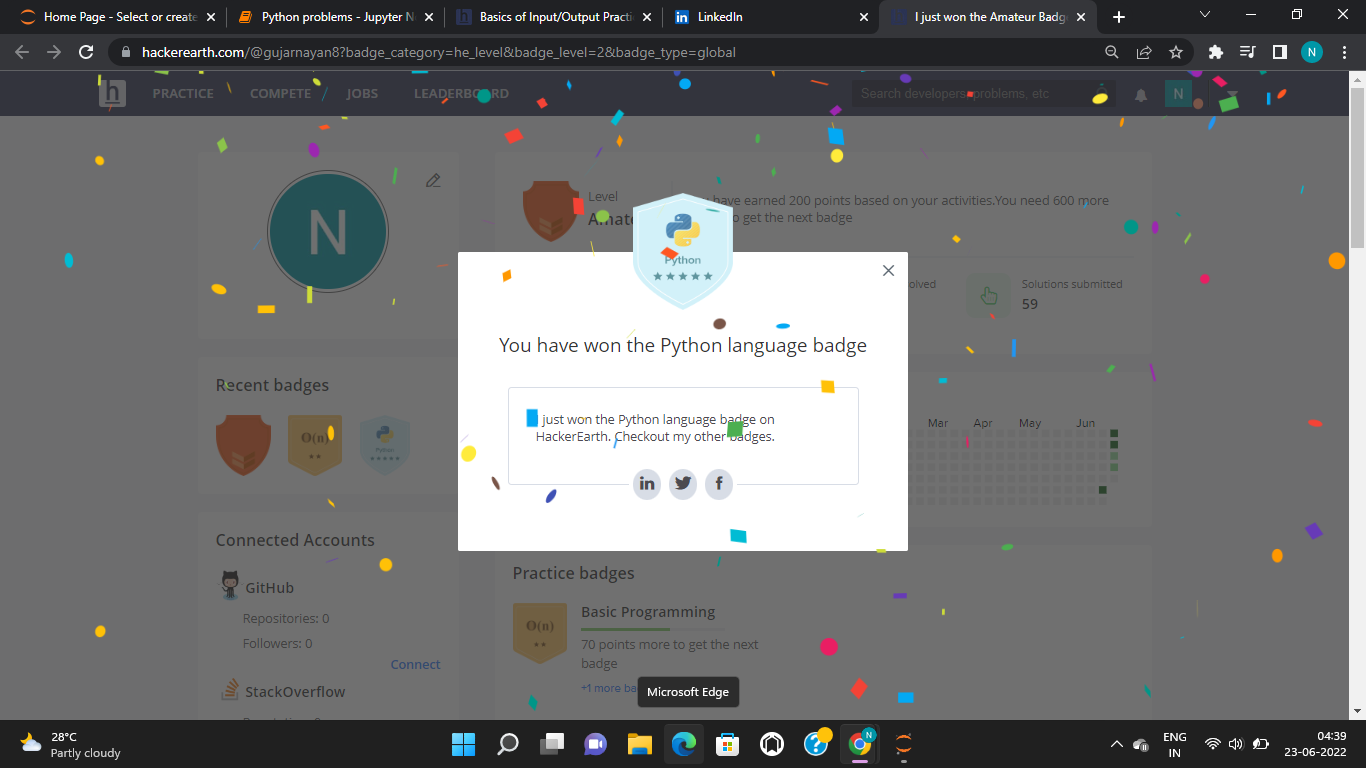 Home Page - Select or create
Python problems - Jupyter N
Basics of Input/Output Practi
LinkedIn
I just won the Amateur Badg
hackerearth.com/@gujarnayan8?badge_category=he_level&badge_level=2&badge_type=global
N
h
PRACTICE
COMPETE
JOBS
LEADERBOARD
Search developers, problems, etc
N
N
Level
Amate
have earned 200 points based on your activities.You need 600 more
to get the next badge
Python
olved
Solutions submitted
59
You have won the Python language badge
just won the Python language badge on
HackerEarth. Checkout my other badges.
in
f
Recent badges
Θ(n)
Python
Mar
Apr
May
Jun
Connected Accounts
GitHub
Repositories: 0
Followers: 0
Connect
StackOverflow
Practice badges
Θ(n)
Basic Programming
70 points more to get the next
badge
+1 more ba
Microsoft Edge
28°C
Partly cloudy
N
ENG
IN
04:39
23-06-2022